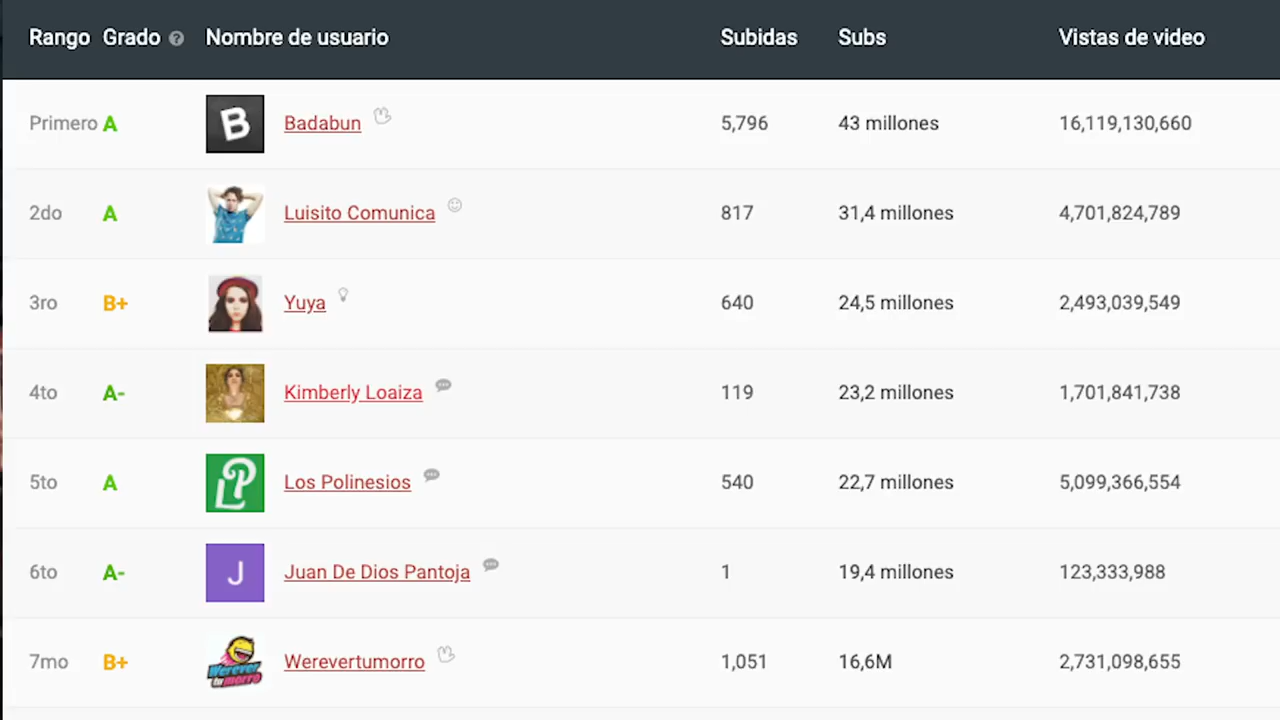 Rango Grado ? Nombre de usuario Subidas Subs Vistas de video
Primero A B Badabun 5,796 43 millones 16,119,130,660
2do A Luisito Comunica 817 31,4 millones 4,701,824,789
3ro B+ Yuya 640 24,5 millones 2,493,039,549
4to A- Kimberly Loaiza 119 23,2 millones 1,701,841,738
5to A LP Los Polinesios 540 22,7 millones 5,099,366,554
6to A- J Juan De Dios Pantoja 1 19,4 millones 123,333,988
7mo B+ Werever tu morro Werevertumorro 1,051 16,6M 2,731,098,655